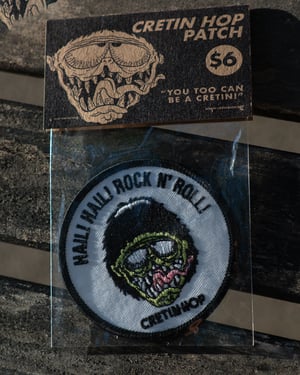 CRETIN HOP
PATCH
$6
"YOU TOO CAN
BE A CRETIN!"
HAIL! HAIL! ROCK N' ROLL!
CRETIN HOP